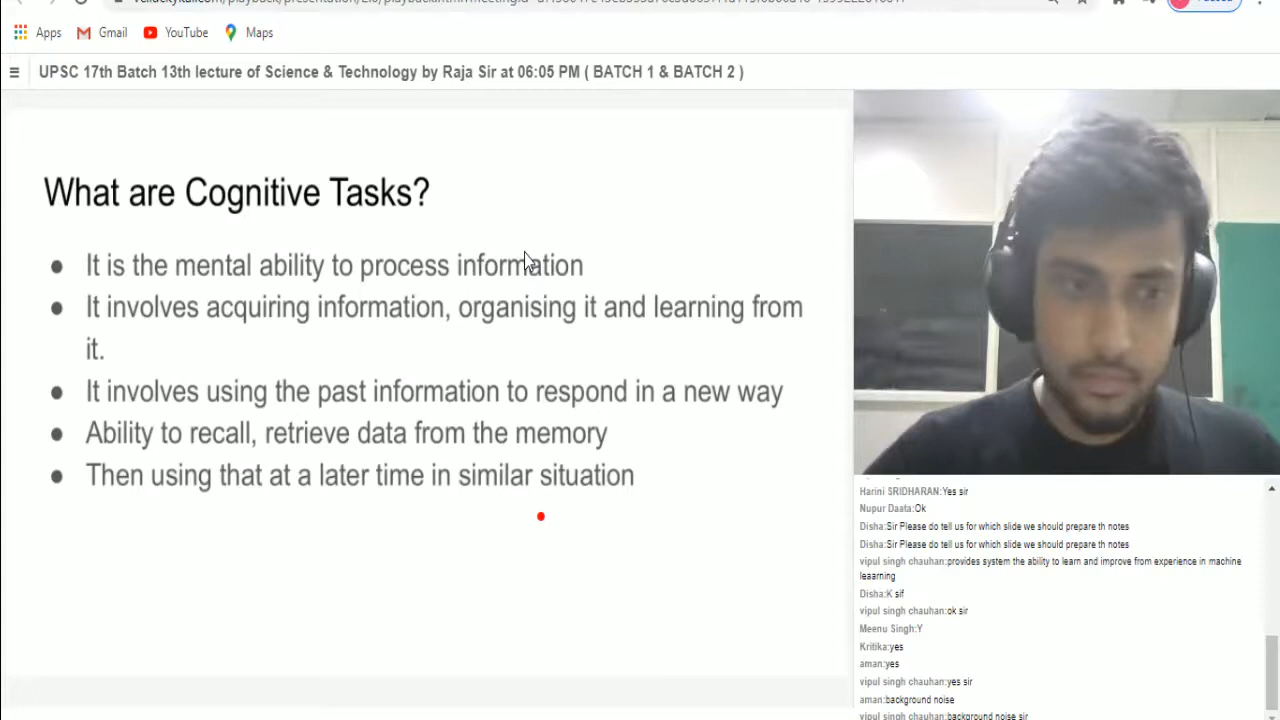 Apps Gmail YouTube Maps
UPSC 17th Batch 13th lecture of Science & Technology by Raja Sir at 06:05 PM ( BATCH 1 & BATCH 2 )
What are Cognitive Tasks?
● It is the mental ability to process information
● It involves acquiring information, organising it and learning from
it.
● It involves using the past information to respond in a new way
● Ability to recall, retrieve data from the memory
● Then using that at a later time in similar situation
Harini SRIDHARAN:Yes sir
Nupur Daata:Ok
Disha:Sir Please do tell us for which slide we should prepare th notes
Disha:Sir Please do tell us for which slide we should prepare th notes
vipul singh chauhan:provides system the ability to learn and improve from experience in machine
leaarning
Disha:K sif
vipul singh chauhan:ok sir
Meenu Singh:Y
Kritika:yes
aman:yes
vipul singh chauhan:yes sir
aman:background noise
vipul singh chauhan:background noise sir